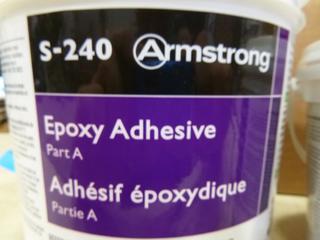 S-240 Armstrong
Epoxy Adhesive
Part A
Adhésif époxydique
Partie A